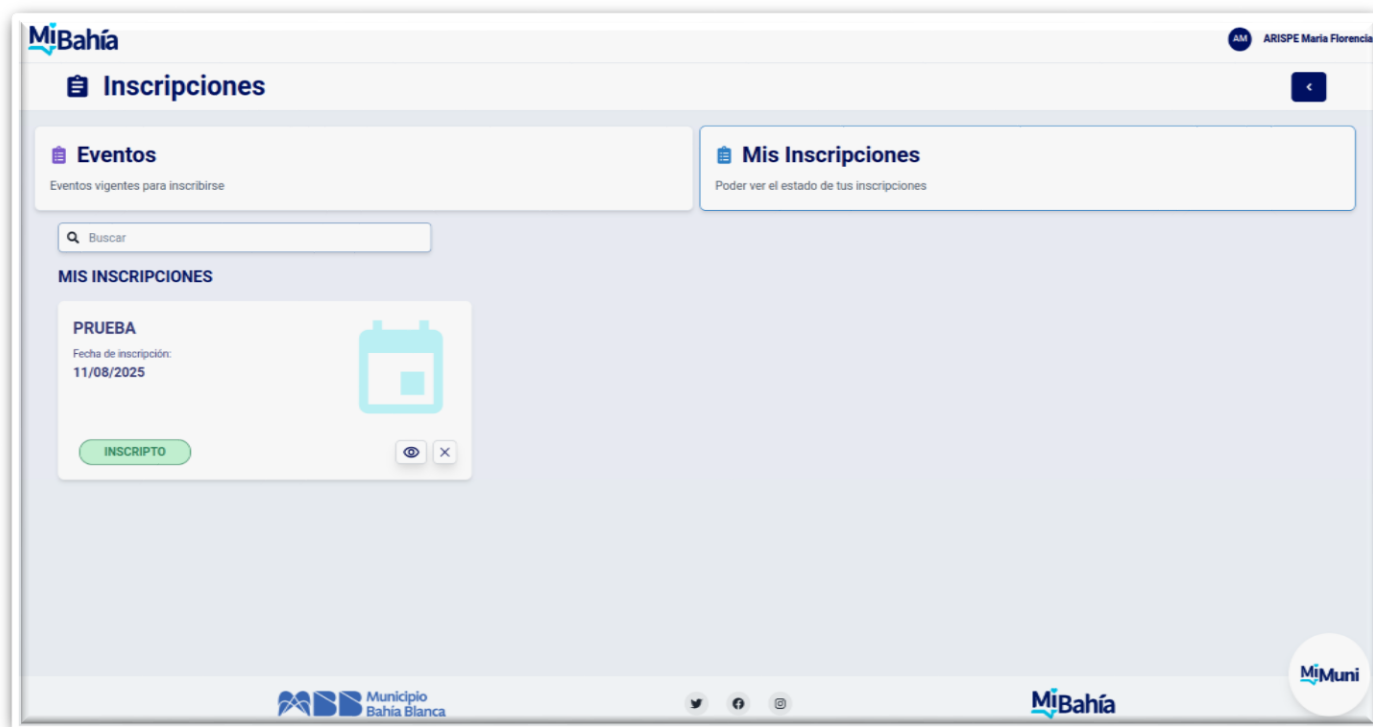 MiBahía
AM ARISPE Maria Florencia
Inscripciones
Eventos
Eventos vigentes para inscribirse
Mis Inscripciones
Poder ver el estado de tus inscripciones
Buscar
MIS INSCRIPCIONES
PRUEBA
Fecha de inscripción:
11/08/2025
INSCRIPTO
MiMuni
Municipio
Bahía Blanca
MiBahía